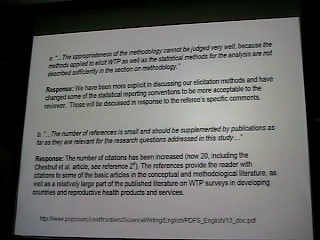 a. "...The appropriateness of the methodology cannot be judged very well, because the
methods applied to elicit WTP as well as the statistical methods for the analysis are not
described sufficiently in the section on methodology."
Response: We have been more explicit in discussing our elicitation methods and have
changed some of the statistical reporting conventions to be more acceptable to the
reviewer. Those will be discussed in response to the referee's specific comments.
b. "...The number of references is small and should be supplemented by publications as
far as they are relevant for the research questions addressed in this study..."
Response: The number of citations has been increased (now 20, including the
Chestnut et al. article, see reference 2"). The references provide the reader with
citations to some of the basic articles in the conceptual and methodological literature, as
well as a relatively large part of the published literature on WTP surveys in developing
countries and reproductive health products and services.
http://www.popcouncil.net/frontiers/ScienceWriting/English/PDFS_English/13_doc.pdf